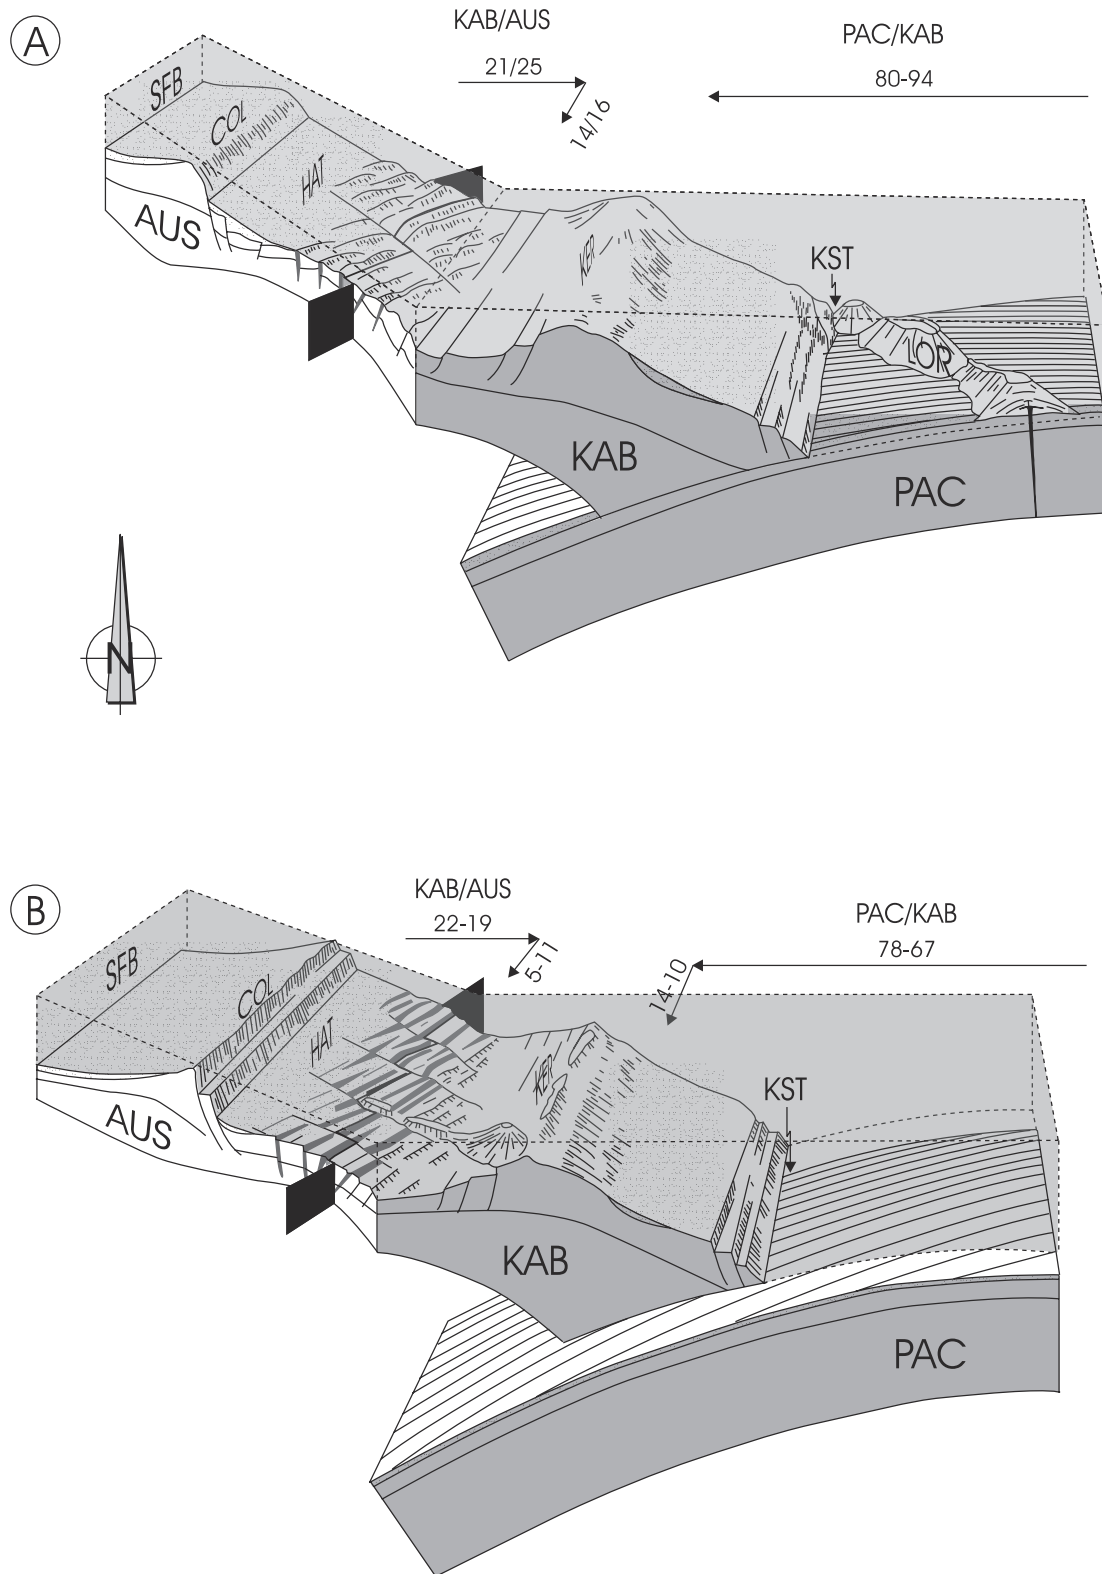 A
KAB/AUS
21/25
14/16
PAC/KAB
80-94
SFB
COL
HAT
KER
KST
LOR
AUS
KAB
PAC
N
B
KAB/AUS
22-19
5-11
PAC/KAB
78-67
14-10
SFB
COL
HAT
KER
KST
AUS
KAB
PAC